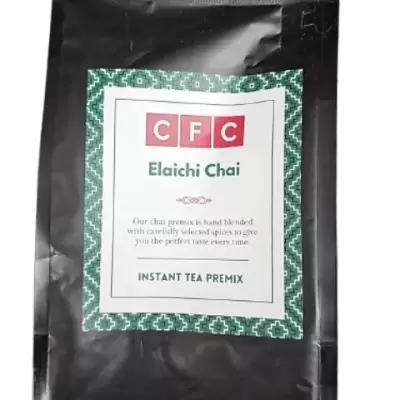 CFC
Elaichi Chai
Our chai premix is hand blended
with carefully selected spices to give
you the perfect taste every time
INSTANT TEA PREMIX